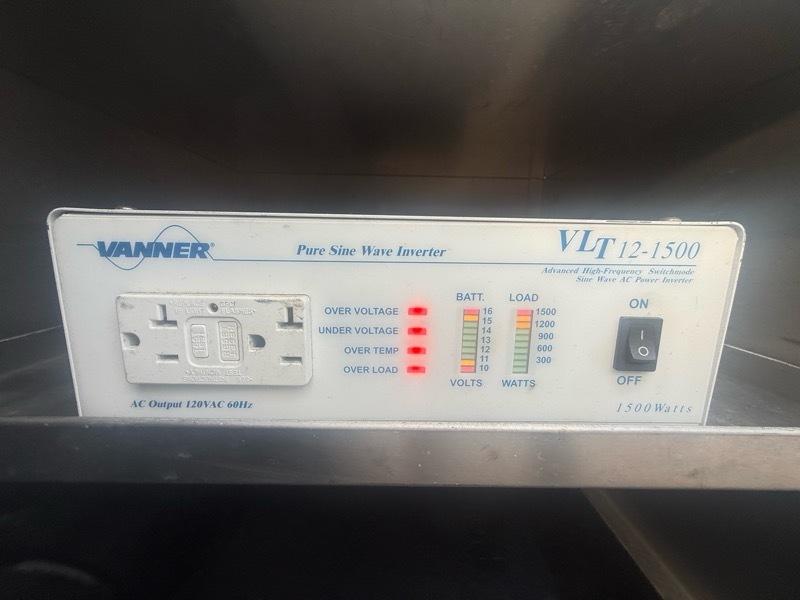 VANNER®
Pure Sine Wave Inverter
VLT 12-1500
Advanced High-Frequency Switchmode
Sine Wave AC Power Inverter
OVER VOLTAGE
UNDER VOLTAGE
OVER TEMP
OVER LOAD
BATT.
16
15
14
13
12
11
10
VOLTS
LOAD
1500
1200
900
600
300
WATTS
ON
I
O
OFF
AC Output 120VAC 60Hz
1500Watts